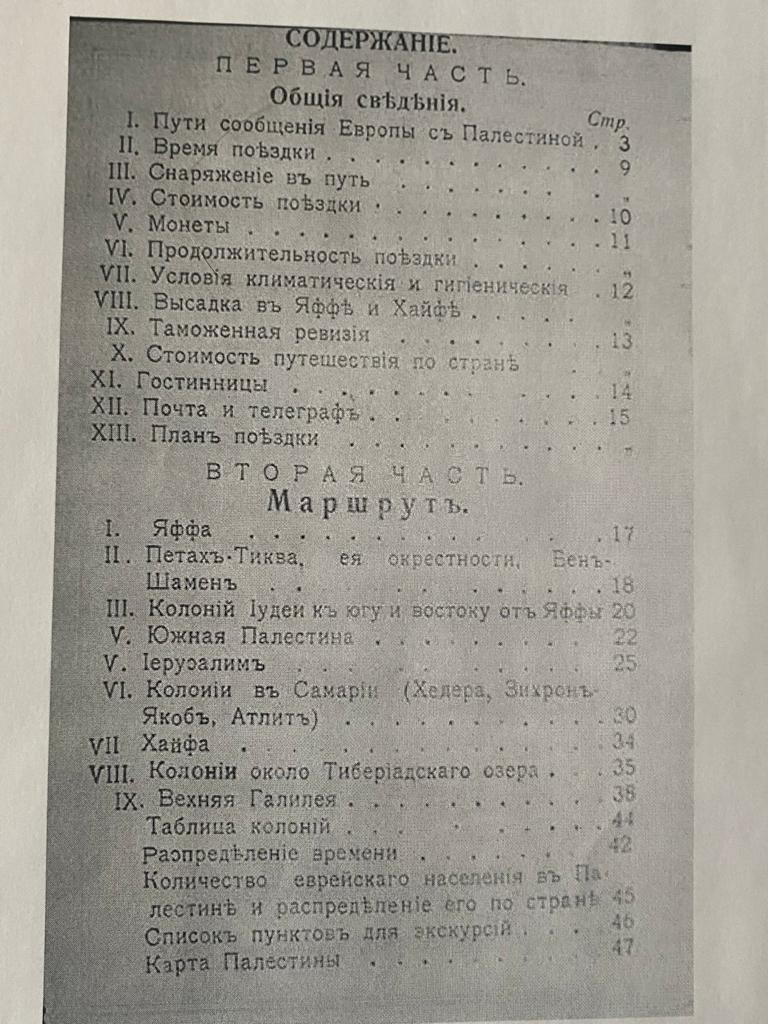 СОДЕРЖАНІЕ.
ПЕРВАЯ ЧАСТЬ.
Общія свѣдѣнія.
Стр.
I. Пути сообщенія Европы съ Палестиной . 3
II. Время поѣздки . . . . . . . . . . . 9
III. Снаряженіе въ путь . . . . . . . . „
IV. Стоимость поѣздки . . . . . . . . . 10
V. Монеты . . . . . . . . . . . . . . 11
VI. Продолжительность поѣздки . . . . . „
VII. Условія климатическія и гигіеническія . 12
VIII. Высадка въ Яффѣ и Хайфѣ . . . . . „
IX. Таможенная ревизія . . . . . . . . 13
X. Стоимость путешествія по странѣ . . „
XI. Гостинницы . . . . . . . . . . . . 14
XII. Почта и телеграфъ . . . . . . . . . 15
XIII. Планъ поѣздки . . . . . . . . . . „
ВТОРАЯ ЧАСТЬ.
Маршрутъ.
I. Яффа . . . . . . . . . . . . 17
II. Петахъ-Тиква, ея окрестности, Бенъ-
Шаменъ . . . . . . . . . . . 18
III. Колоній Іудеи къ югу и востоку отъ Яффы 20
V. Южная Палестина . . . . . . . . . 22
V. Іерузалимъ . . . . . . . . . . . 25
VI. Колоиіи въ Самаріи (Хедера, Зихронъ-
Якобъ, Атлитъ) . . . . . . . . . 30
VII Хайфа . . . . . . . . . . . . . 34
VIII. Колоніи около Тиберіадскаго озера . . . 35
IX. Вехняя Галилея . . . . . . . . . . 38
Таблица колоній . . . . . . . . . 44
Распредѣленіе времени . . . . . . 42
Количество еврейскаго населенія въ Па-
лестинѣ и распредѣленіе его по странѣ 45
Списокъ пунктовъ для экскурсій . . . . 46
Карта Палестины . . . . . . . . . 47